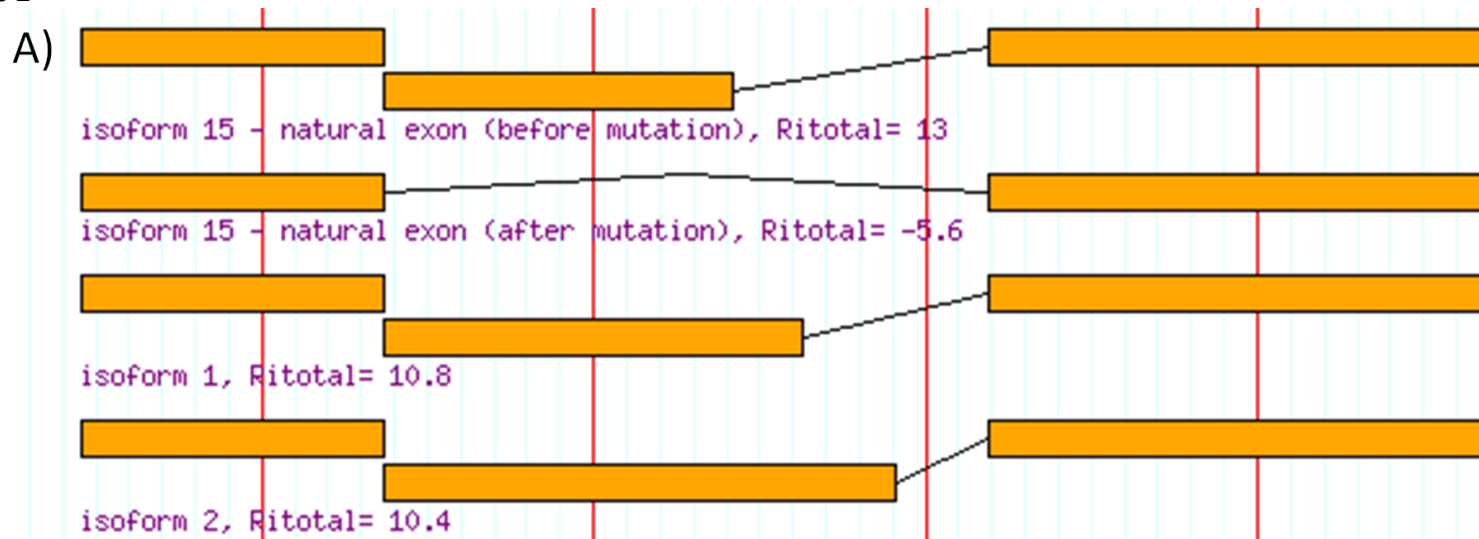 A)
isoform 15 - natural exon (before mutation), Ritotal= 13
isoform 15 - natural exon (after mutation), Ritotal= -5.6
isoform 1, Ritotal= 10.8
isoform 2, Ritotal= 10.4